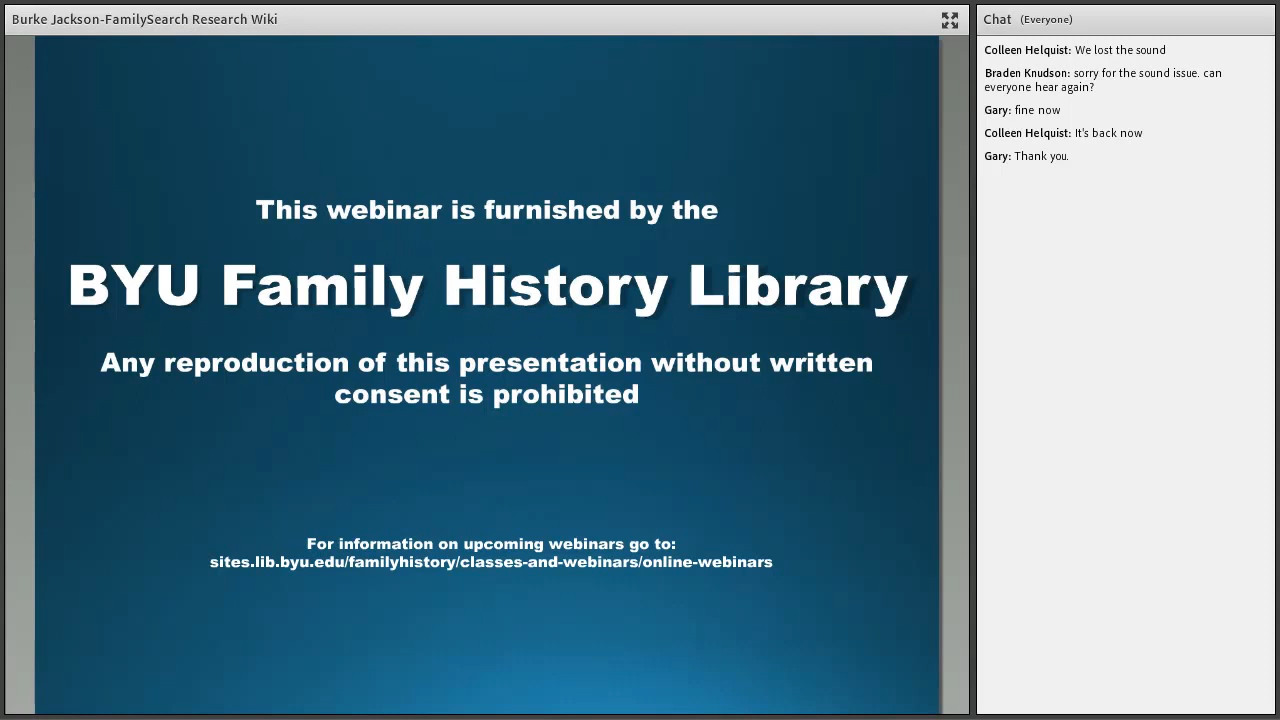 Burke Jackson-FamilySearch Research Wiki
This webinar is furnished by the
BYU Family History Library
Any reproduction of this presentation without written
consent is prohibited
For information on upcoming webinars go to:
sites.lib.byu.edu/familyhistory/classes-and-webinars/online-webinars
Chat (Everyone)
Colleen Helquist: We lost the sound
Braden Knudson: sorry for the sound issue. can
everyone hear again?
Gary: fine now
Colleen Helquist: It's back now
Gary: Thank you.